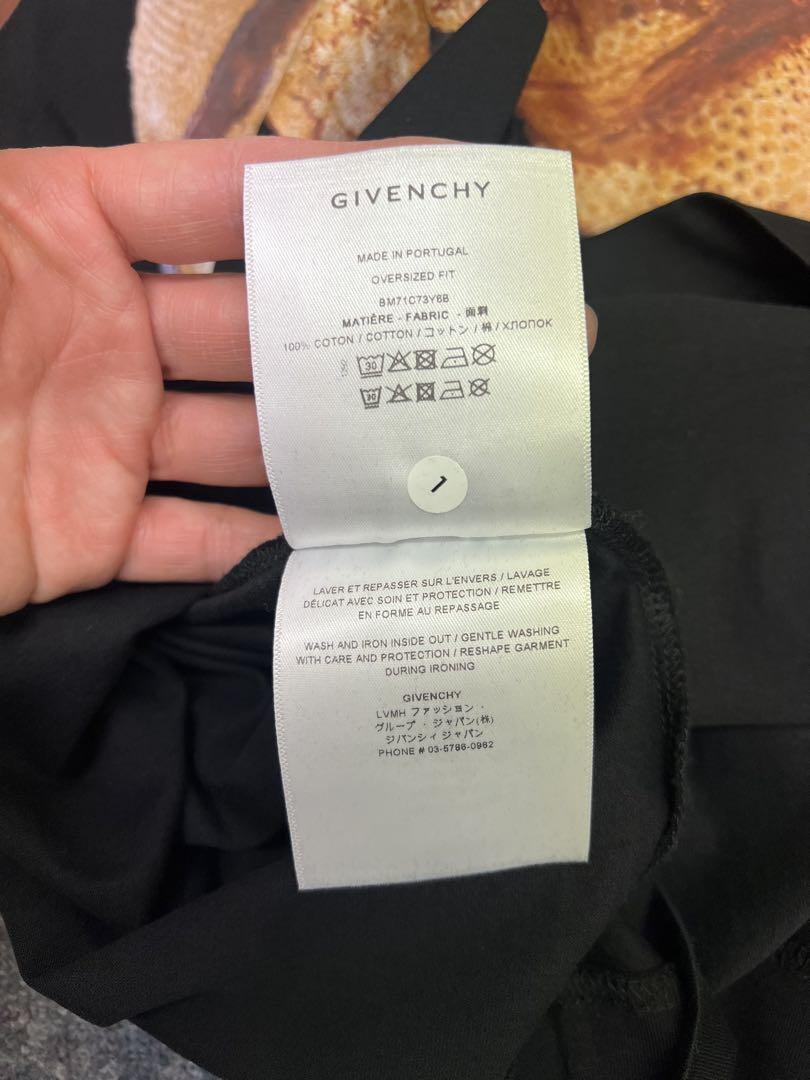 GIVENCHY
MADE IN PORTUGAL
OVERSIZED FIT
BM71C73Y6B
MATIÈRE - FABRIC - 面料
100% COTON / COTTON / コットン / 棉 / ХЛОПОК
30
30
1
LAVER ET REPASSER SUR L'ENVERS / LAVAGE
DÉLICAT AVEC SOIN ET PROTECTION / REMETTRE
EN FORME AU REPASSAGE
WASH AND IRON INSIDE OUT / GENTLE WASHING
WITH CARE AND PROTECTION / RESHAPE GARMENT
DURING IRONING
GIVENCHY
LVMH ファッション ·
グループ · ジャパン(株)
ジバンシィ ジャパン
PHONE # 03-5786-0962